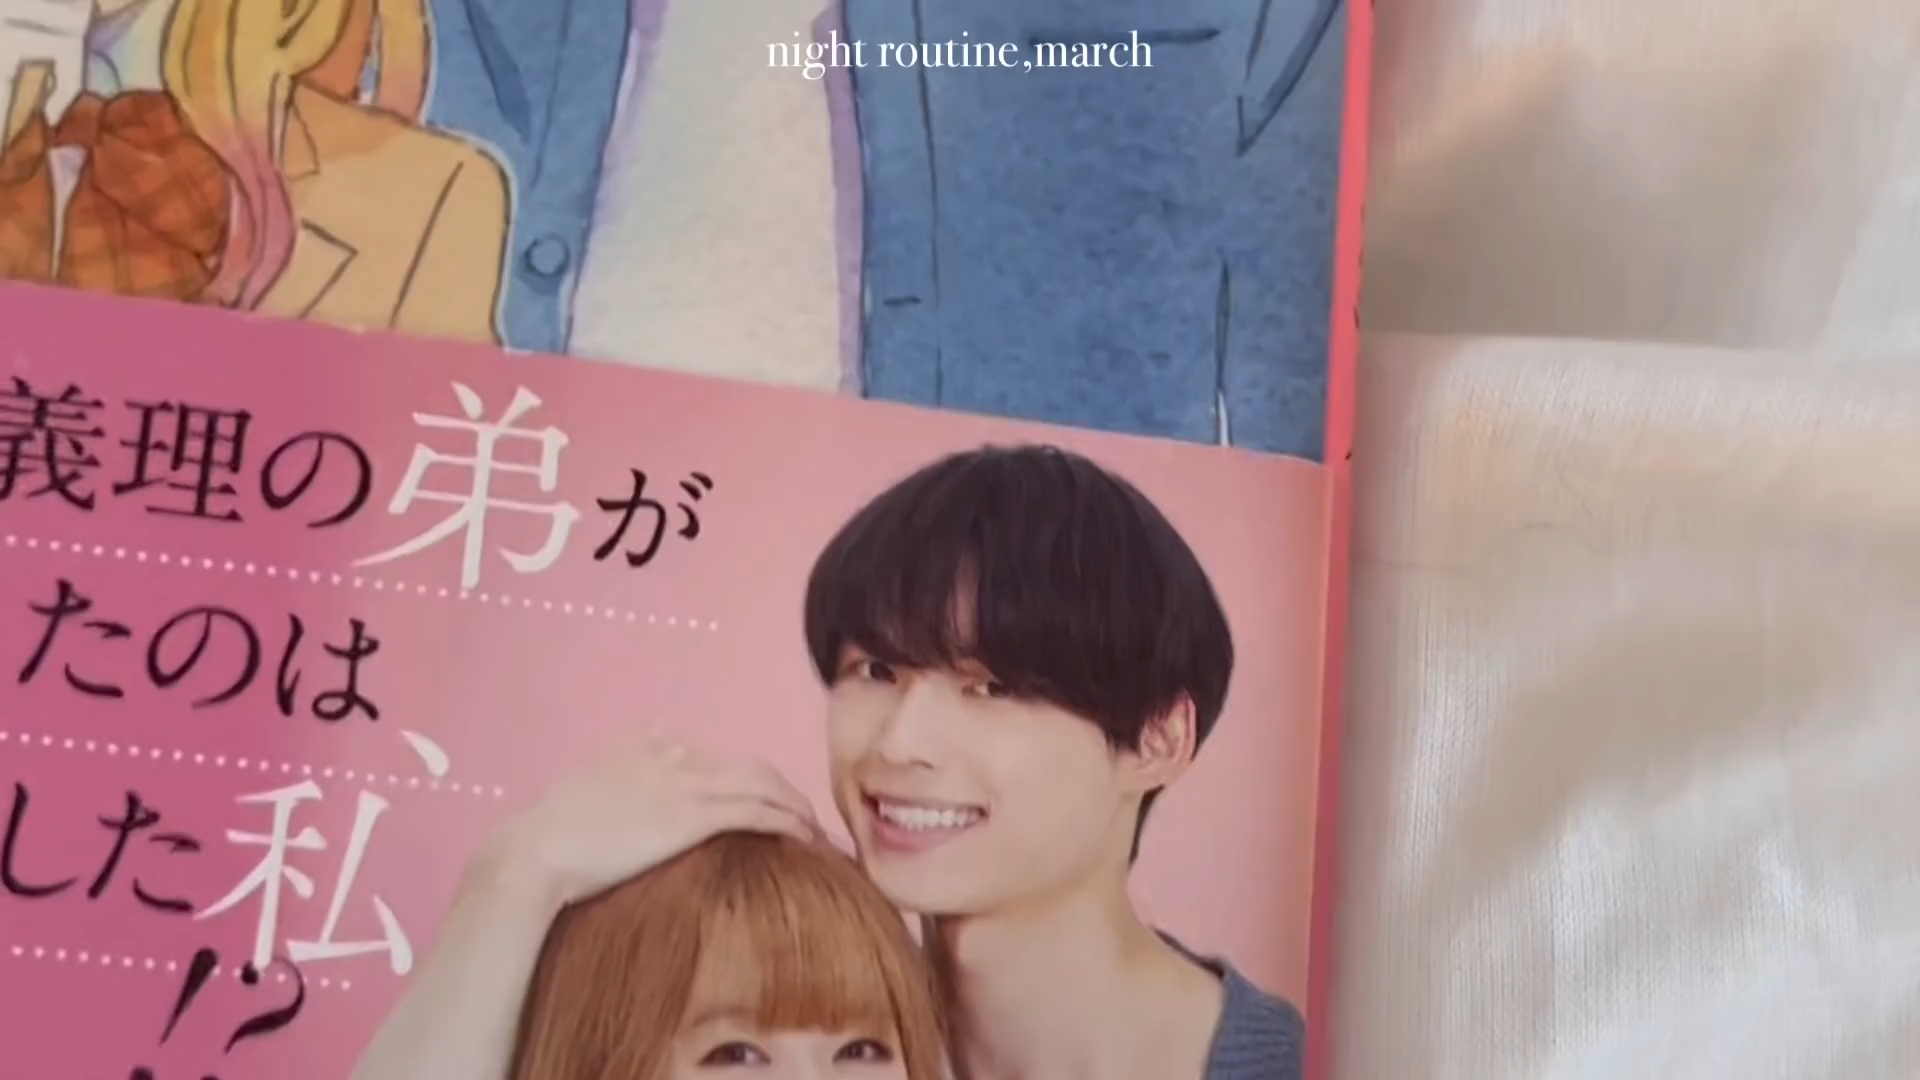 night routine,march
義理の弟が
たのは、
した私
!?